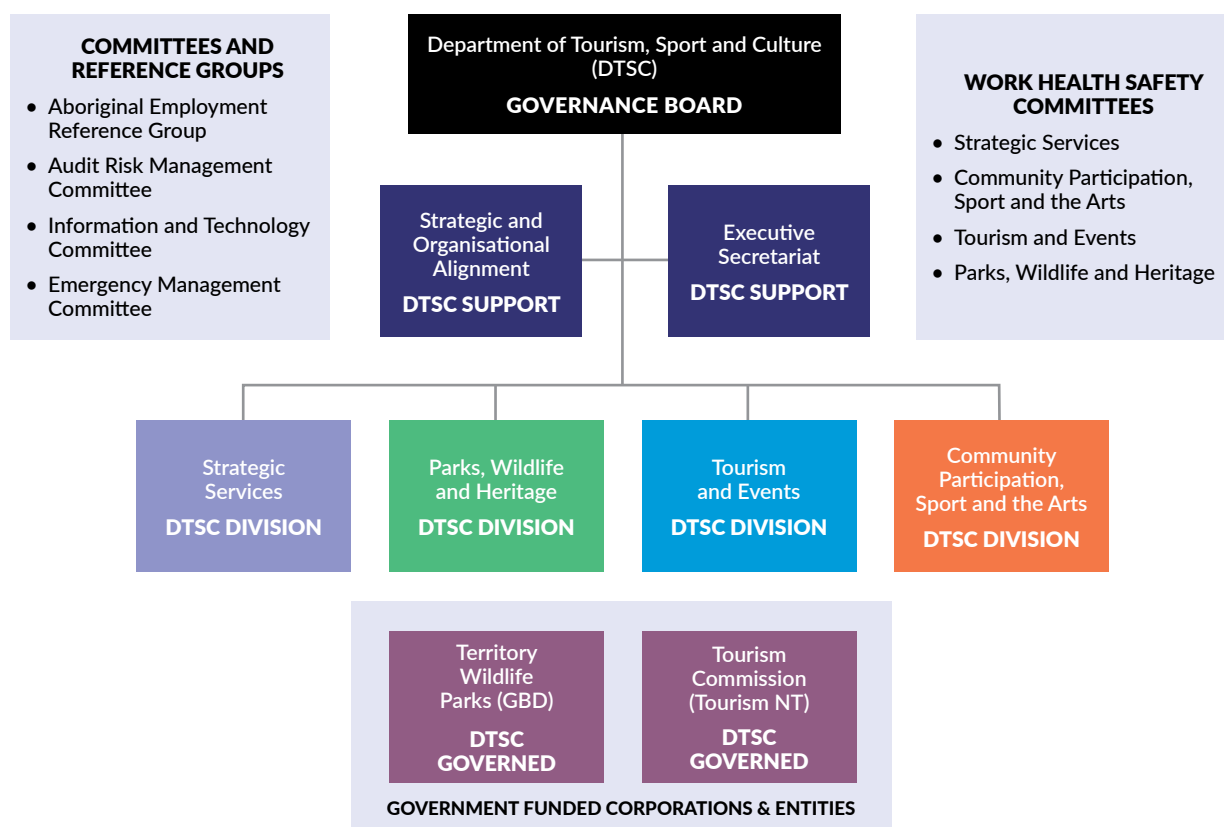 COMMITTEES AND
REFERENCE GROUPS
• Aboriginal Employment
Reference Group
• Audit Risk Management
Committee
• Information and Technology
Committee
• Emergency Management
Committee
Department of Tourism, Sport and Culture
(DTSC)
GOVERNANCE BOARD
WORK HEALTH SAFETY
COMMITTEES
• Strategic Services
• Community Participation,
Sport and the Arts
• Tourism and Events
• Parks, Wildlife and Heritage
Strategic and
Organisational
Alignment
DTSC SUPPORT
Executive
Secretariat
DTSC SUPPORT
Strategic
Services
DTSC DIVISION
Parks, Wildlife
and Heritage
DTSC DIVISION
Tourism
and Events
DTSC DIVISION
Community
Participation,
Sport and the Arts
DTSC DIVISION
Territory
Wildlife
Parks (GBD)
DTSC
GOVERNED
Tourism
Commission
(Tourism NT)
DTSC
GOVERNED
GOVERNMENT FUNDED CORPORATIONS & ENTITIES